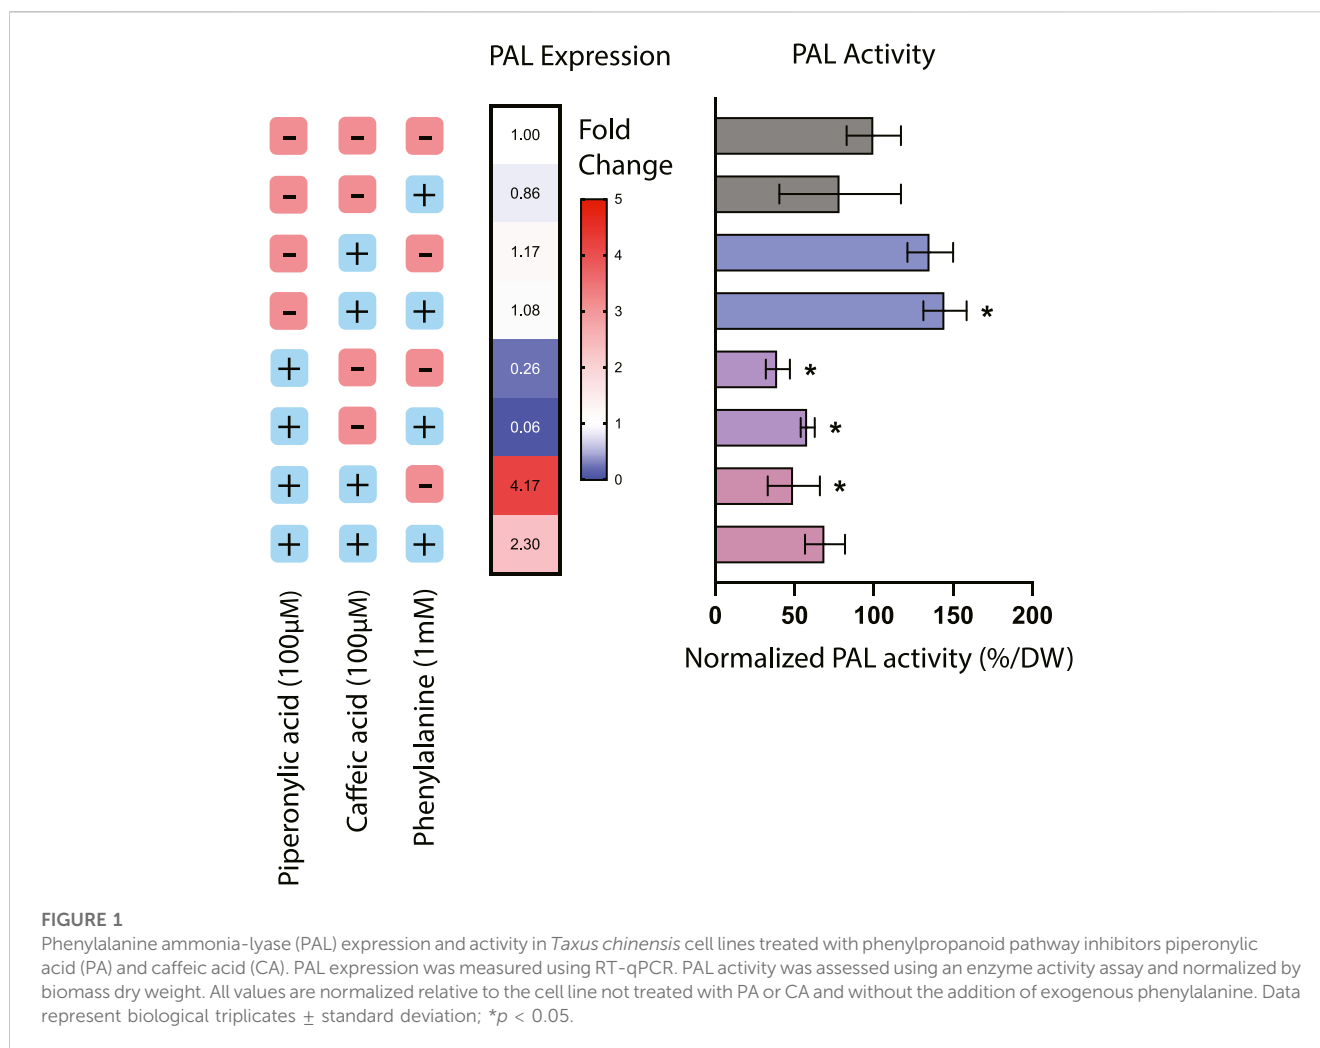 PAL Expression
PAL Activity
Fold
Change
- - - 1.00
- - + 0.86
- + - 1.17
- + + 1.08
+ - - 0.26
+ - + 0.06
+ + - 4.17
+ + + 2.30
5
4
3
2
1
0
*
*
*
*
0 50 100 150 200
Normalized PAL activity (%/DW)
Piperonylic acid (100µM)
Caffeic acid (100µM)
Phenylalanine (1mM)
FIGURE 1
Phenylalanine ammonia-lyase (PAL) expression and activity in Taxus chinensis cell lines treated with phenylpropanoid pathway inhibitors piperonylic
acid (PA) and caffeic acid (CA). PAL expression was measured using RT-qPCR. PAL activity was assessed using an enzyme activity assay and normalized by
biomass dry weight. All values are normalized relative to the cell line not treated with PA or CA and without the addition of exogenous phenylalanine. Data
represent biological triplicates ± standard deviation; *p < 0.05.